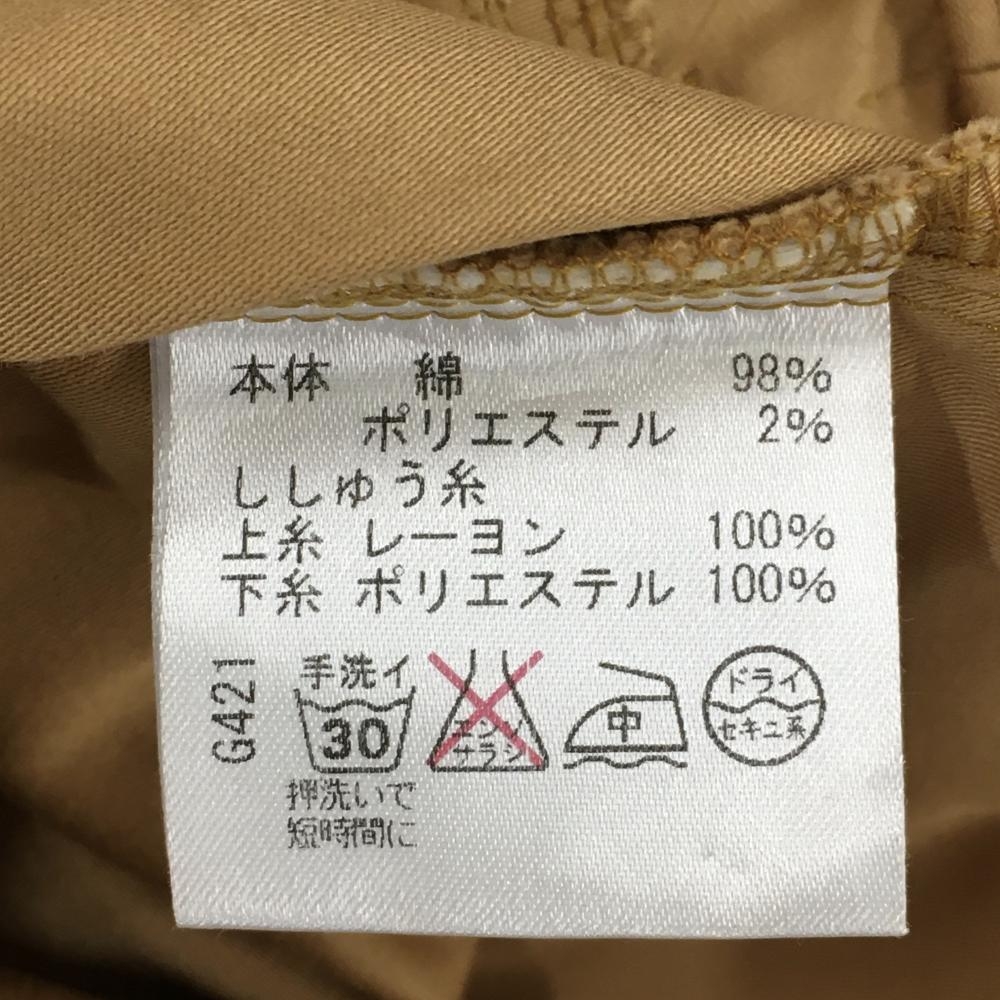 本体 綿 98%
ポリエステル 2%
ししゅう糸
上糸 レーヨン 100%
下糸 ポリエステル 100%
G421
手洗イ
30
エンソ
サラシ
中
ドライ
セキユ系
押洗いで
短時間に